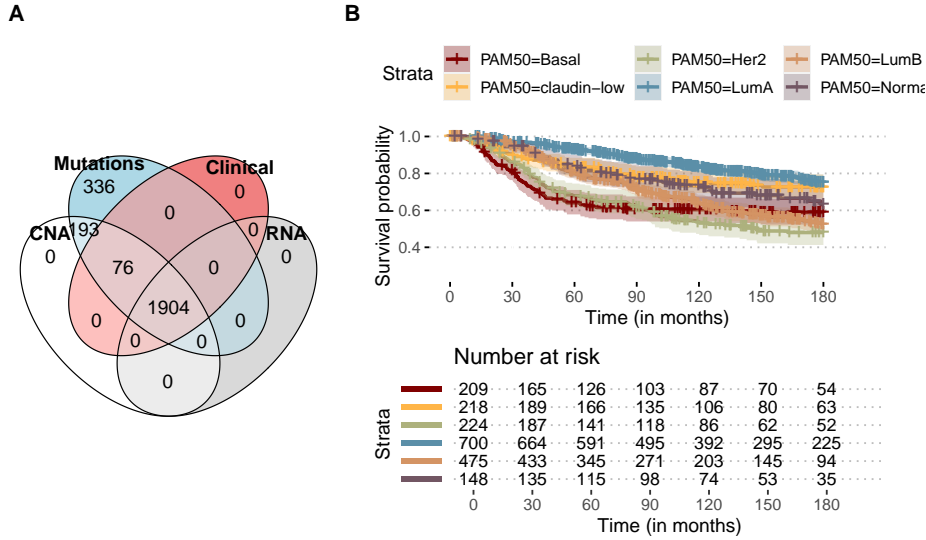 A
Mutations
Clinical
336
0
0
CNA
193
0
RNA
0
0
76
0
1904
0
0
0
0
0
B
Strata
PAM50=Basal
PAM50=Her2
PAM50=LumB
PAM50=claudin-low
PAM50=LumA
PAM50=Norma
Survival probability
1.0
0.8
0.6
0.4
0 30 60 90 120 150 180
Time (in months)
Number at risk
Strata
209 165 126 103 87 70 54
218 189 166 135 106 80 63
224 187 141 118 86 62 52
700 664 591 495 392 295 225
475 433 345 271 203 145 94
148 135 115 98 74 53 35
0 30 60 90 120 150 180
Time (in months)